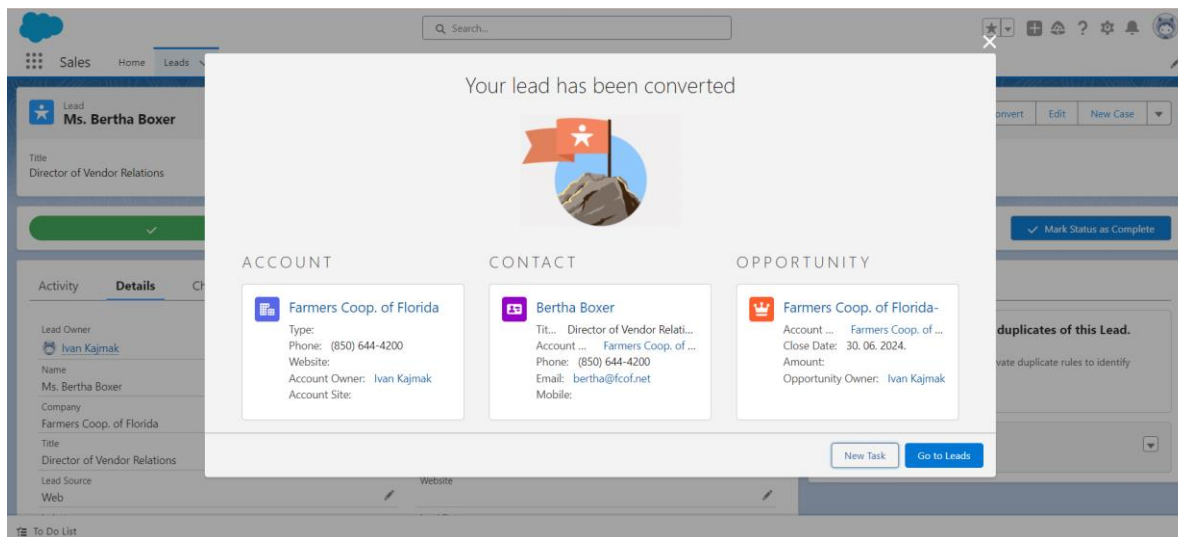 Search...
Sales
Home
Leads
Lead
Ms. Bertha Boxer
Edit
New Case
Title
Director of Vendor Relations
Mark Status as Complete
Your lead has been converted
ACCOUNT
CONTACT
OPPORTUNITY
Farmers Coop. of Florida
Type:
Phone: (850) 644-4200
Website:
Account Owner: Ivan Kajmak
Account Site:
Bertha Boxer
Tit... Director of Vendor Relati...
Account ... Farmers Coop. of ...
Phone: (850) 644-4200
Email: bertha@fcof.net
Mobile:
Farmers Coop. of Florida-
Account ... Farmers Coop. of ...
Close Date: 30. 06. 2024.
Amount:
Opportunity Owner: Ivan Kajmak
New Task
Go to Leads
Activity
Details
Lead Owner
Ivan Kajmak
Name
Ms. Bertha Boxer
Company
Farmers Coop. of Florida
Title
Director of Vendor Relations
Lead Source
Web
Website
duplicates of this Lead.
duplicate rules to identify
To Do List